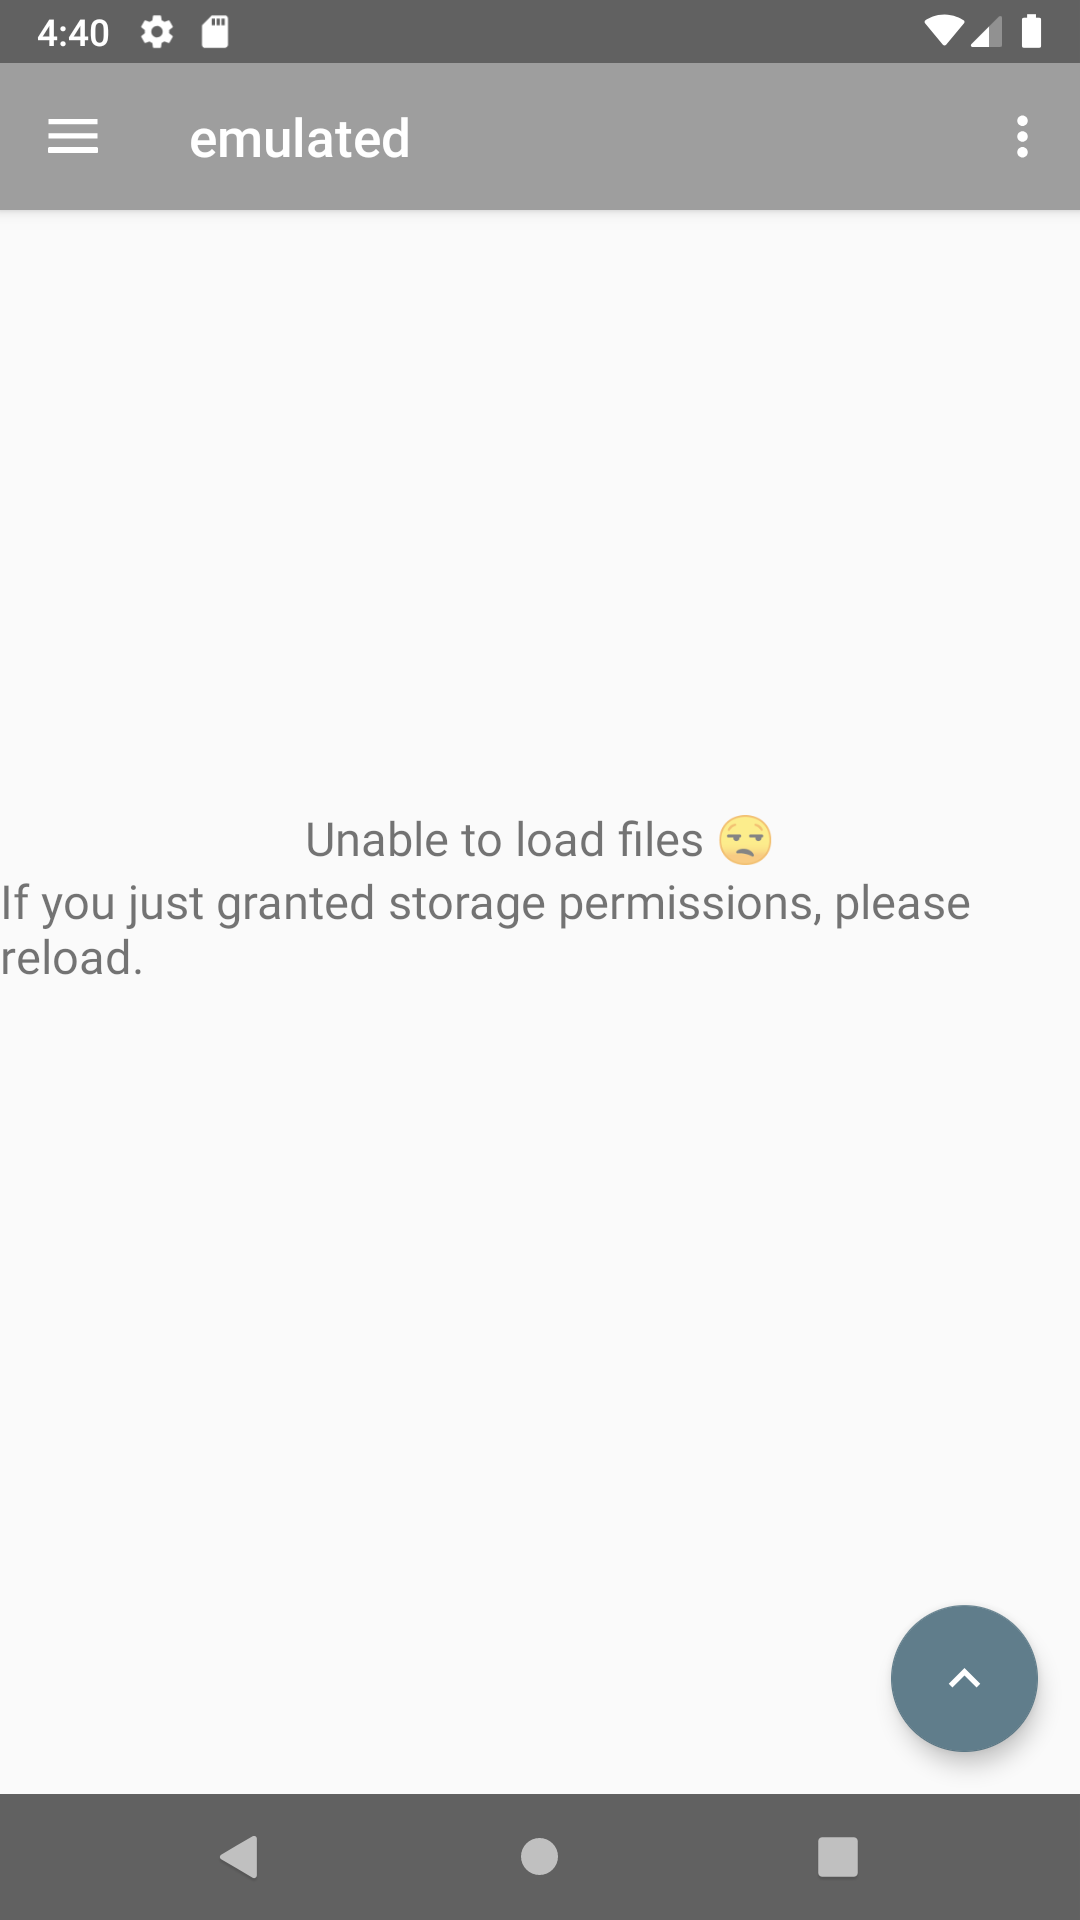 4:40
emulated
Unable to load files 😒
If you just granted storage permissions, please
reload.